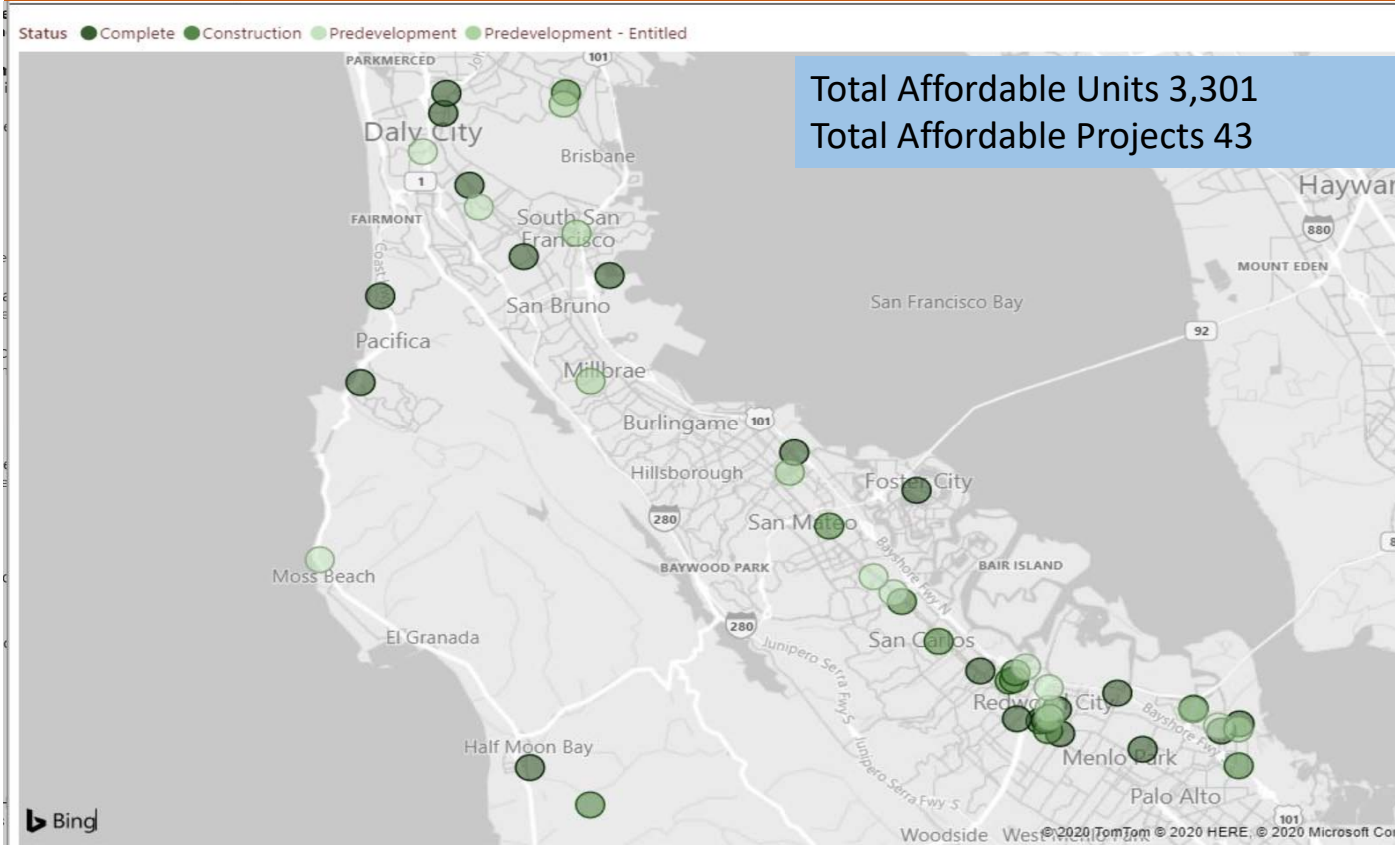 Status Complete Construction Predevelopment Predevelopment - Entitled
PARKMERCED
101
Total Affordable Units 3,301
Total Affordable Projects 43
Daly City
Brisbane
1
Haywar
FAIRMONT
South San
Francisco
880
MOUNT EDEN
San Bruno
San Francisco Bay
92
Pacifica
Millbrae
Burlingame 101
Hillsborough
Foster City
280
San Mateo
BAYWOOD PARK
Bayshore Fwy N
BAIR ISLAND
Moss Beach
280
El Granada
San Carlos
Junipero Serra Fwy S
Redwood City
Bayshore Fwy
Half Moon Bay
Menlo Park
Junipero Serra Fwy S
Palo Alto
101
Bing
Woodside
© 2020 TomTom © 2020 HERE, © 2020 Microsoft Cor